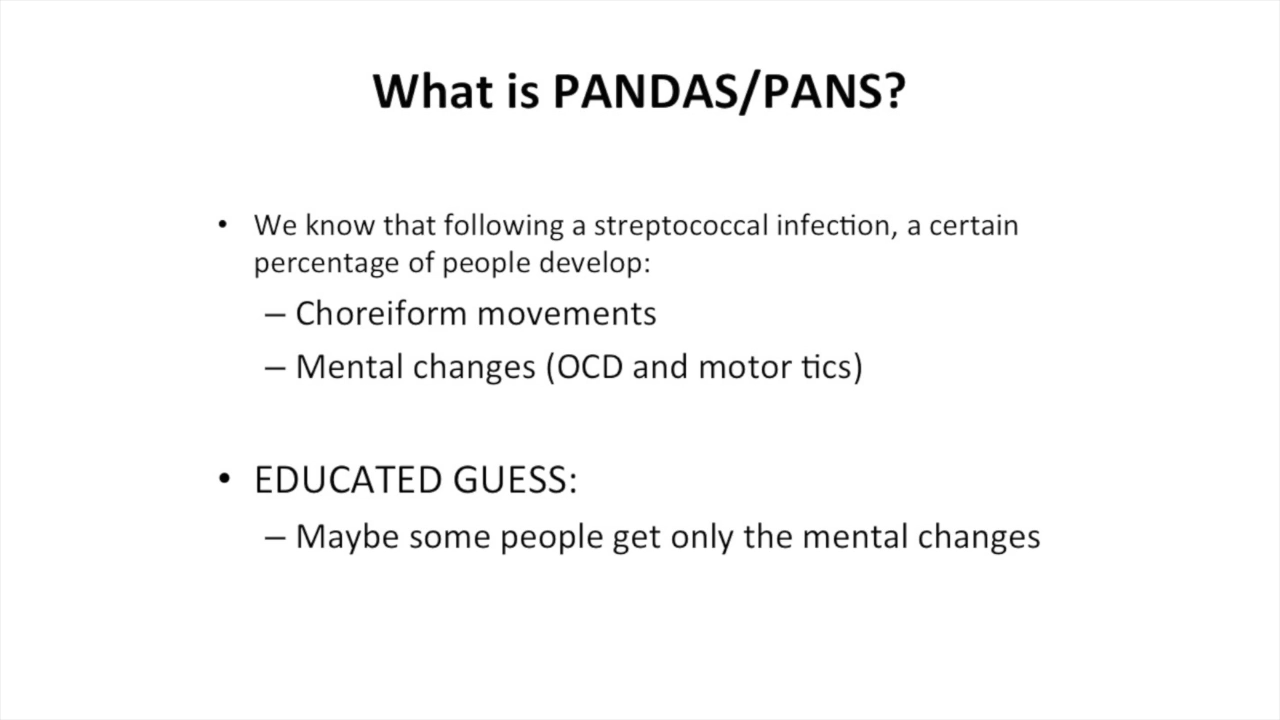 What is PANDAS/PANS?
• We know that following a streptococcal infection, a certain
percentage of people develop:
– Choreiform movements
– Mental changes (OCD and motor tics)
• EDUCATED GUESS:
– Maybe some people get only the mental changes